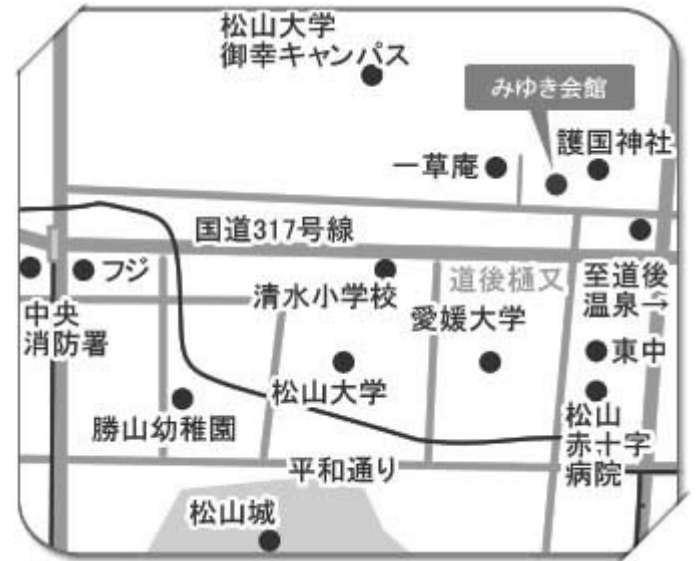 松山大学
御幸キャンパス
みゆき会館
護国神社
一草庵
国道317号線
フジ
清水小学校
道後樋又
至道後
温泉→
中央
消防署
愛媛大学
東中
松山大学
勝山幼稚園
松山
赤十字
病院
平和通り
松山城